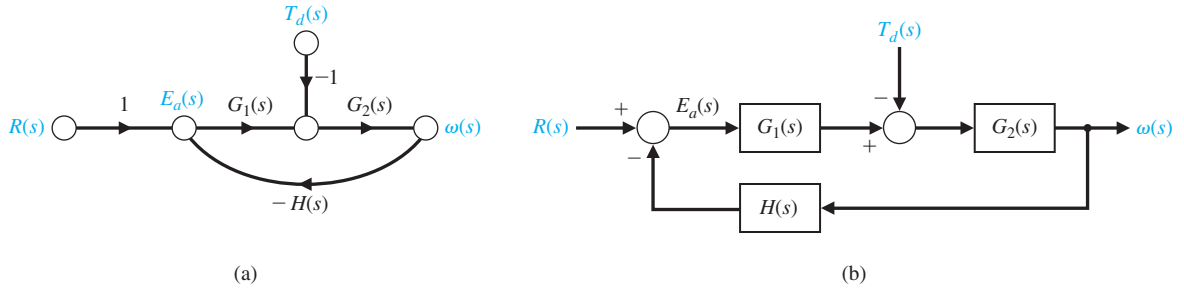 T_d(s)
−1
1
E_a(s)
G_1(s)
G_2(s)
R(s)
ω(s)
− H(s)
(a)
T_d(s)
−
+
E_a(s)
R(s)
G_1(s)
+
G_2(s)
ω(s)
−
H(s)
(b)